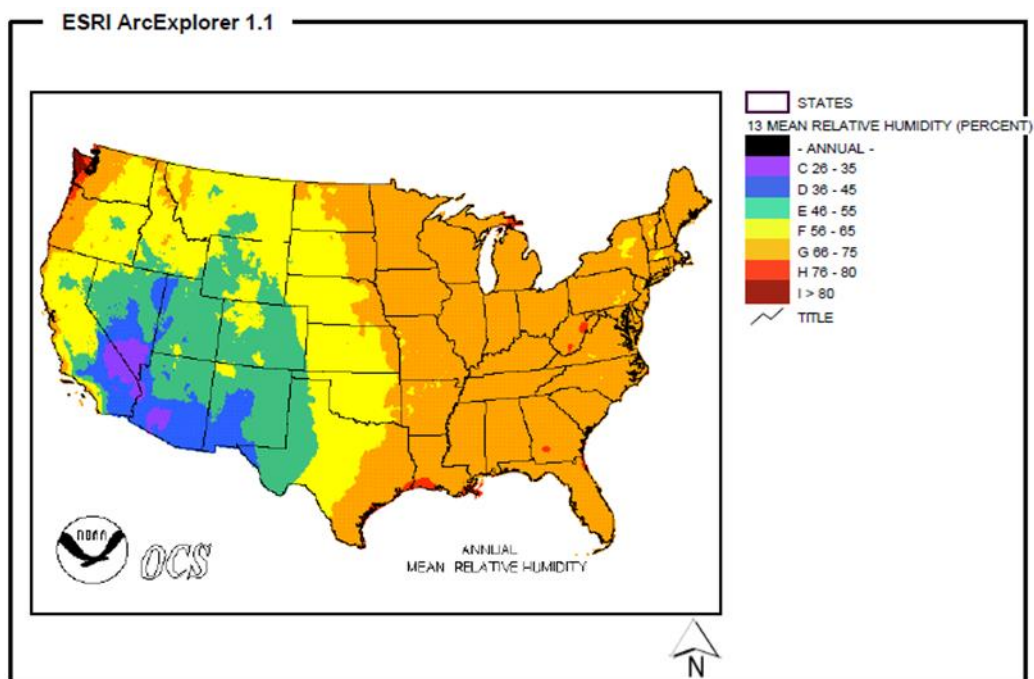 ESRI ArcExplorer 1.1
STATES
13 MEAN RELATIVE HUMIDITY (PERCENT)
- ANNUAL -
C 26 - 35
D 36 - 45
E 46 - 55
F 56 - 65
G 66 - 75
H 76 - 80
I > 80
TITLE
NOAA
OCS
ANNUAL
MEAN RELATIVE HUMIDITY
N